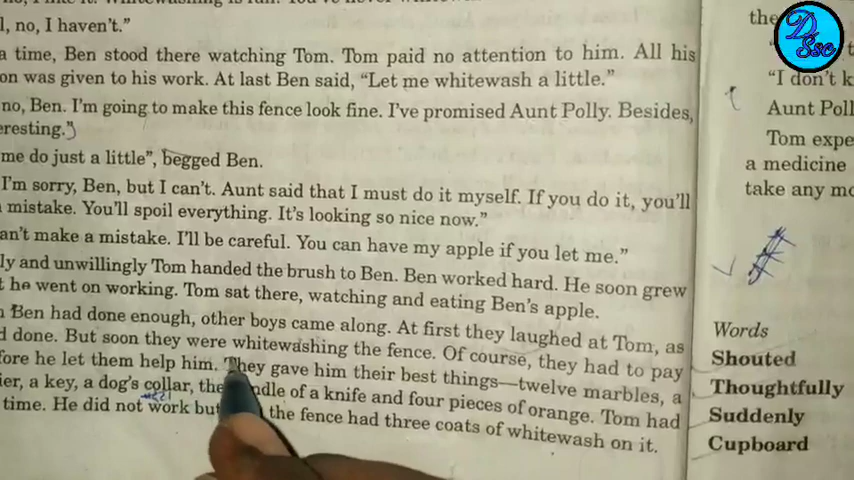 l, no, I haven't."
a time, Ben stood there watching Tom. Tom paid no attention to him. All his
on was given to his work. At last Ben said, "Let me whitewash a little."
no, Ben. I'm going to make this fence look fine. I've promised Aunt Polly. Besides,
eresting."
me do just a little", begged Ben.
I'm sorry, Ben, but I can't. Aunt said that I must do it myself. If you do it, you'll
mistake. You'll spoil everything. It's looking so nice now."
an't make a mistake. I'll be careful. You can have my apple if you let me."
ly and unwillingly Tom handed the brush to Ben. Ben worked hard. He soon grew
t he went on working. Tom sat there, watching and eating Ben's apple.
Ben had done enough, other boys came along. At first they laughed at Tom, as
d done. But soon they were whitewashing the fence. Of course, they had to pay
fore he let them help him. They gave him their best things—twelve marbles, a
ier, a key, a dog's collar, the ndle of a knife and four pieces of orange. Tom had
time. He did not work but the fence had three coats of whitewash on it.
the
"I don't k
Aunt Poll
Tom expe
a medicine
take any mo
Words
Shouted
Thoughtfully
Suddenly
Cupboard
D
Ssc